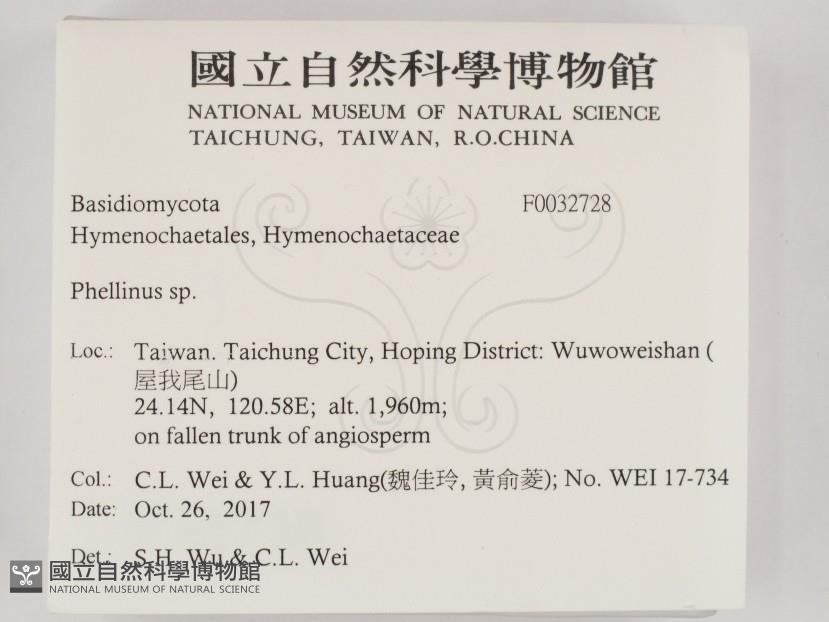 國立自然科學博物館
NATIONAL MUSEUM OF NATURAL SCIENCE
TAICHUNG, TAIWAN, R.O.CHINA
Basidiomycota F0032728
Hymenochaetales, Hymenochaetaceae
Phellinus sp.
Loc.: Taiwan. Taichung City, Hoping District: Wuwoweishan (
屋我尾山)
24.14N, 120.58E; alt. 1,960m;
on fallen trunk of angiosperm
Col.: C.L. Wei & Y.L. Huang(魏佳玲, 黃俞菱); No. WEI 17-734
Date: Oct. 26, 2017
Det.: S.H. Wu & C.L. Wei
國立自然科學博物館
NATIONAL MUSEUM OF NATURAL SCIENCE